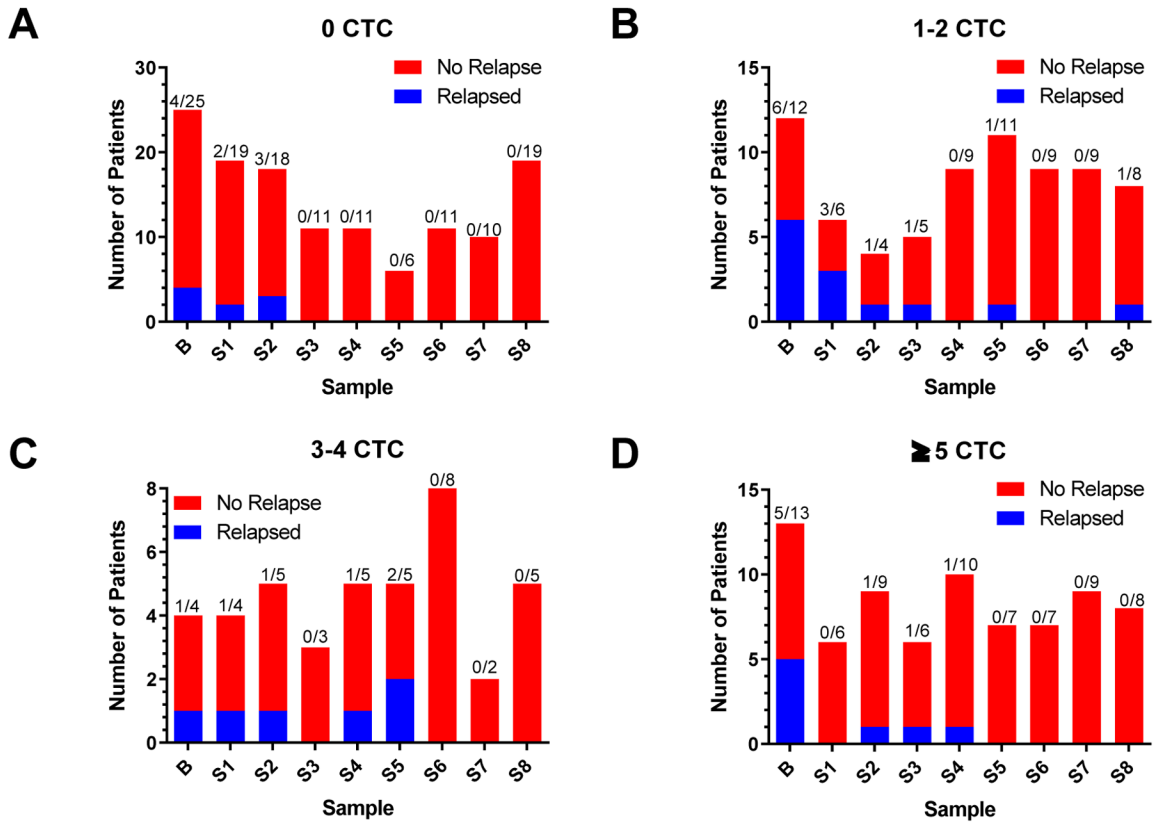 A
0 CTC
No Relapse
Relapsed
Number of Patients
30
20
10
0
4/25
2/19
3/18
0/11
0/11
0/6
0/11
0/10
0/19
B
S1
S2
S3
S4
S5
S6
S7
S8
Sample
B
1-2 CTC
No Relapse
Relapsed
Number of Patients
15
10
5
0
6/12
3/6
1/4
1/5
0/9
1/11
0/9
0/9
1/8
B
S1
S2
S3
S4
S5
S6
S7
S8
Sample
C
3-4 CTC
No Relapse
Relapsed
Number of Patients
8
6
4
2
0
1/4
1/4
1/5
0/3
1/5
2/5
0/8
0/2
0/5
B
S1
S2
S3
S4
S5
S6
S7
S8
Sample
D
≧5 CTC
No Relapse
Relapsed
Number of Patients
15
10
5
0
5/13
0/6
1/9
1/6
1/10
0/7
0/7
0/9
0/8
B
S1
S2
S3
S4
S5
S6
S7
S8
Sample